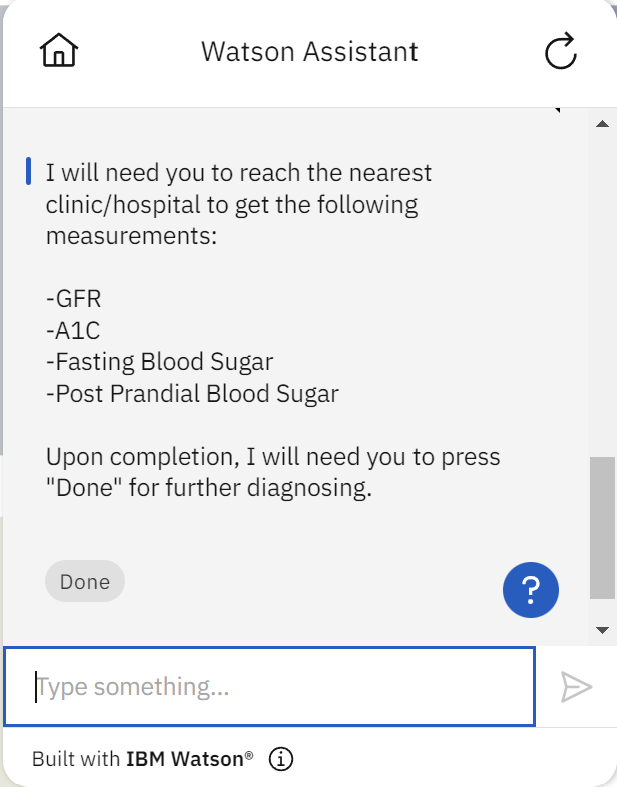 Watson Assistant
I will need you to reach the nearest
clinic/hospital to get the following
measurements:
-GFR
-A1C
-Fasting Blood Sugar
-Post Prandial Blood Sugar
Upon completion, I will need you to press
"Done" for further diagnosing.
Done
?
Type something...
Built with IBM Watson®